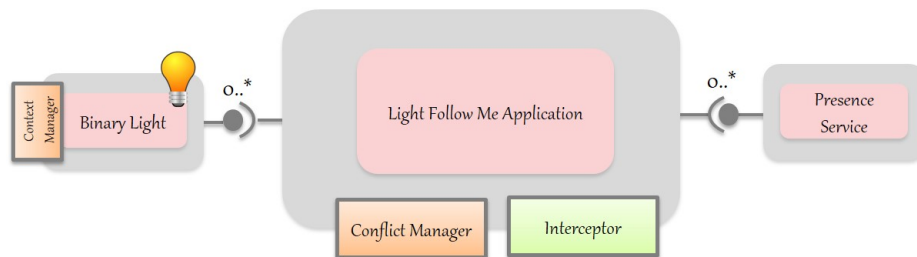 Context
Manager
Binary Light
0..*
Light Follow Me Application
Conflict Manager
Interceptor
0..*
Presence
Service